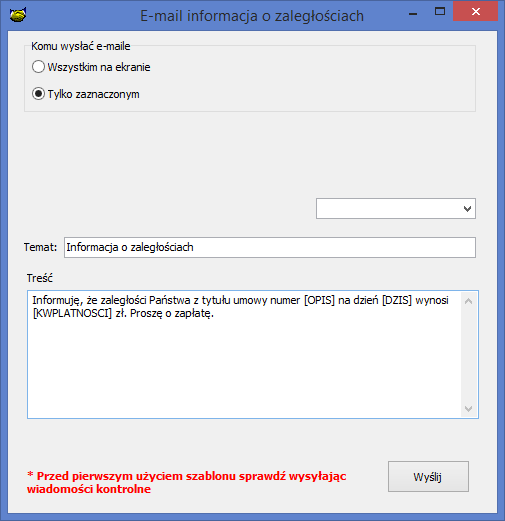 E-mail informacja o zaległościach
Komu wysłać e-maile
Wszystkim na ekranie
Tylko zaznaczonym
Temat: Informacja o zaległościach
Treść
Informuję, że zaległości Państwa z tytułu umowy numer [OPIS] na dzień [DZIS] wynosi
[KWPLATNOSCI] zł. Proszę o zapłatę.
* Przed pierwszym użyciem szablonu sprawdź wysyłając
wiadomości kontrolne
Wyślij